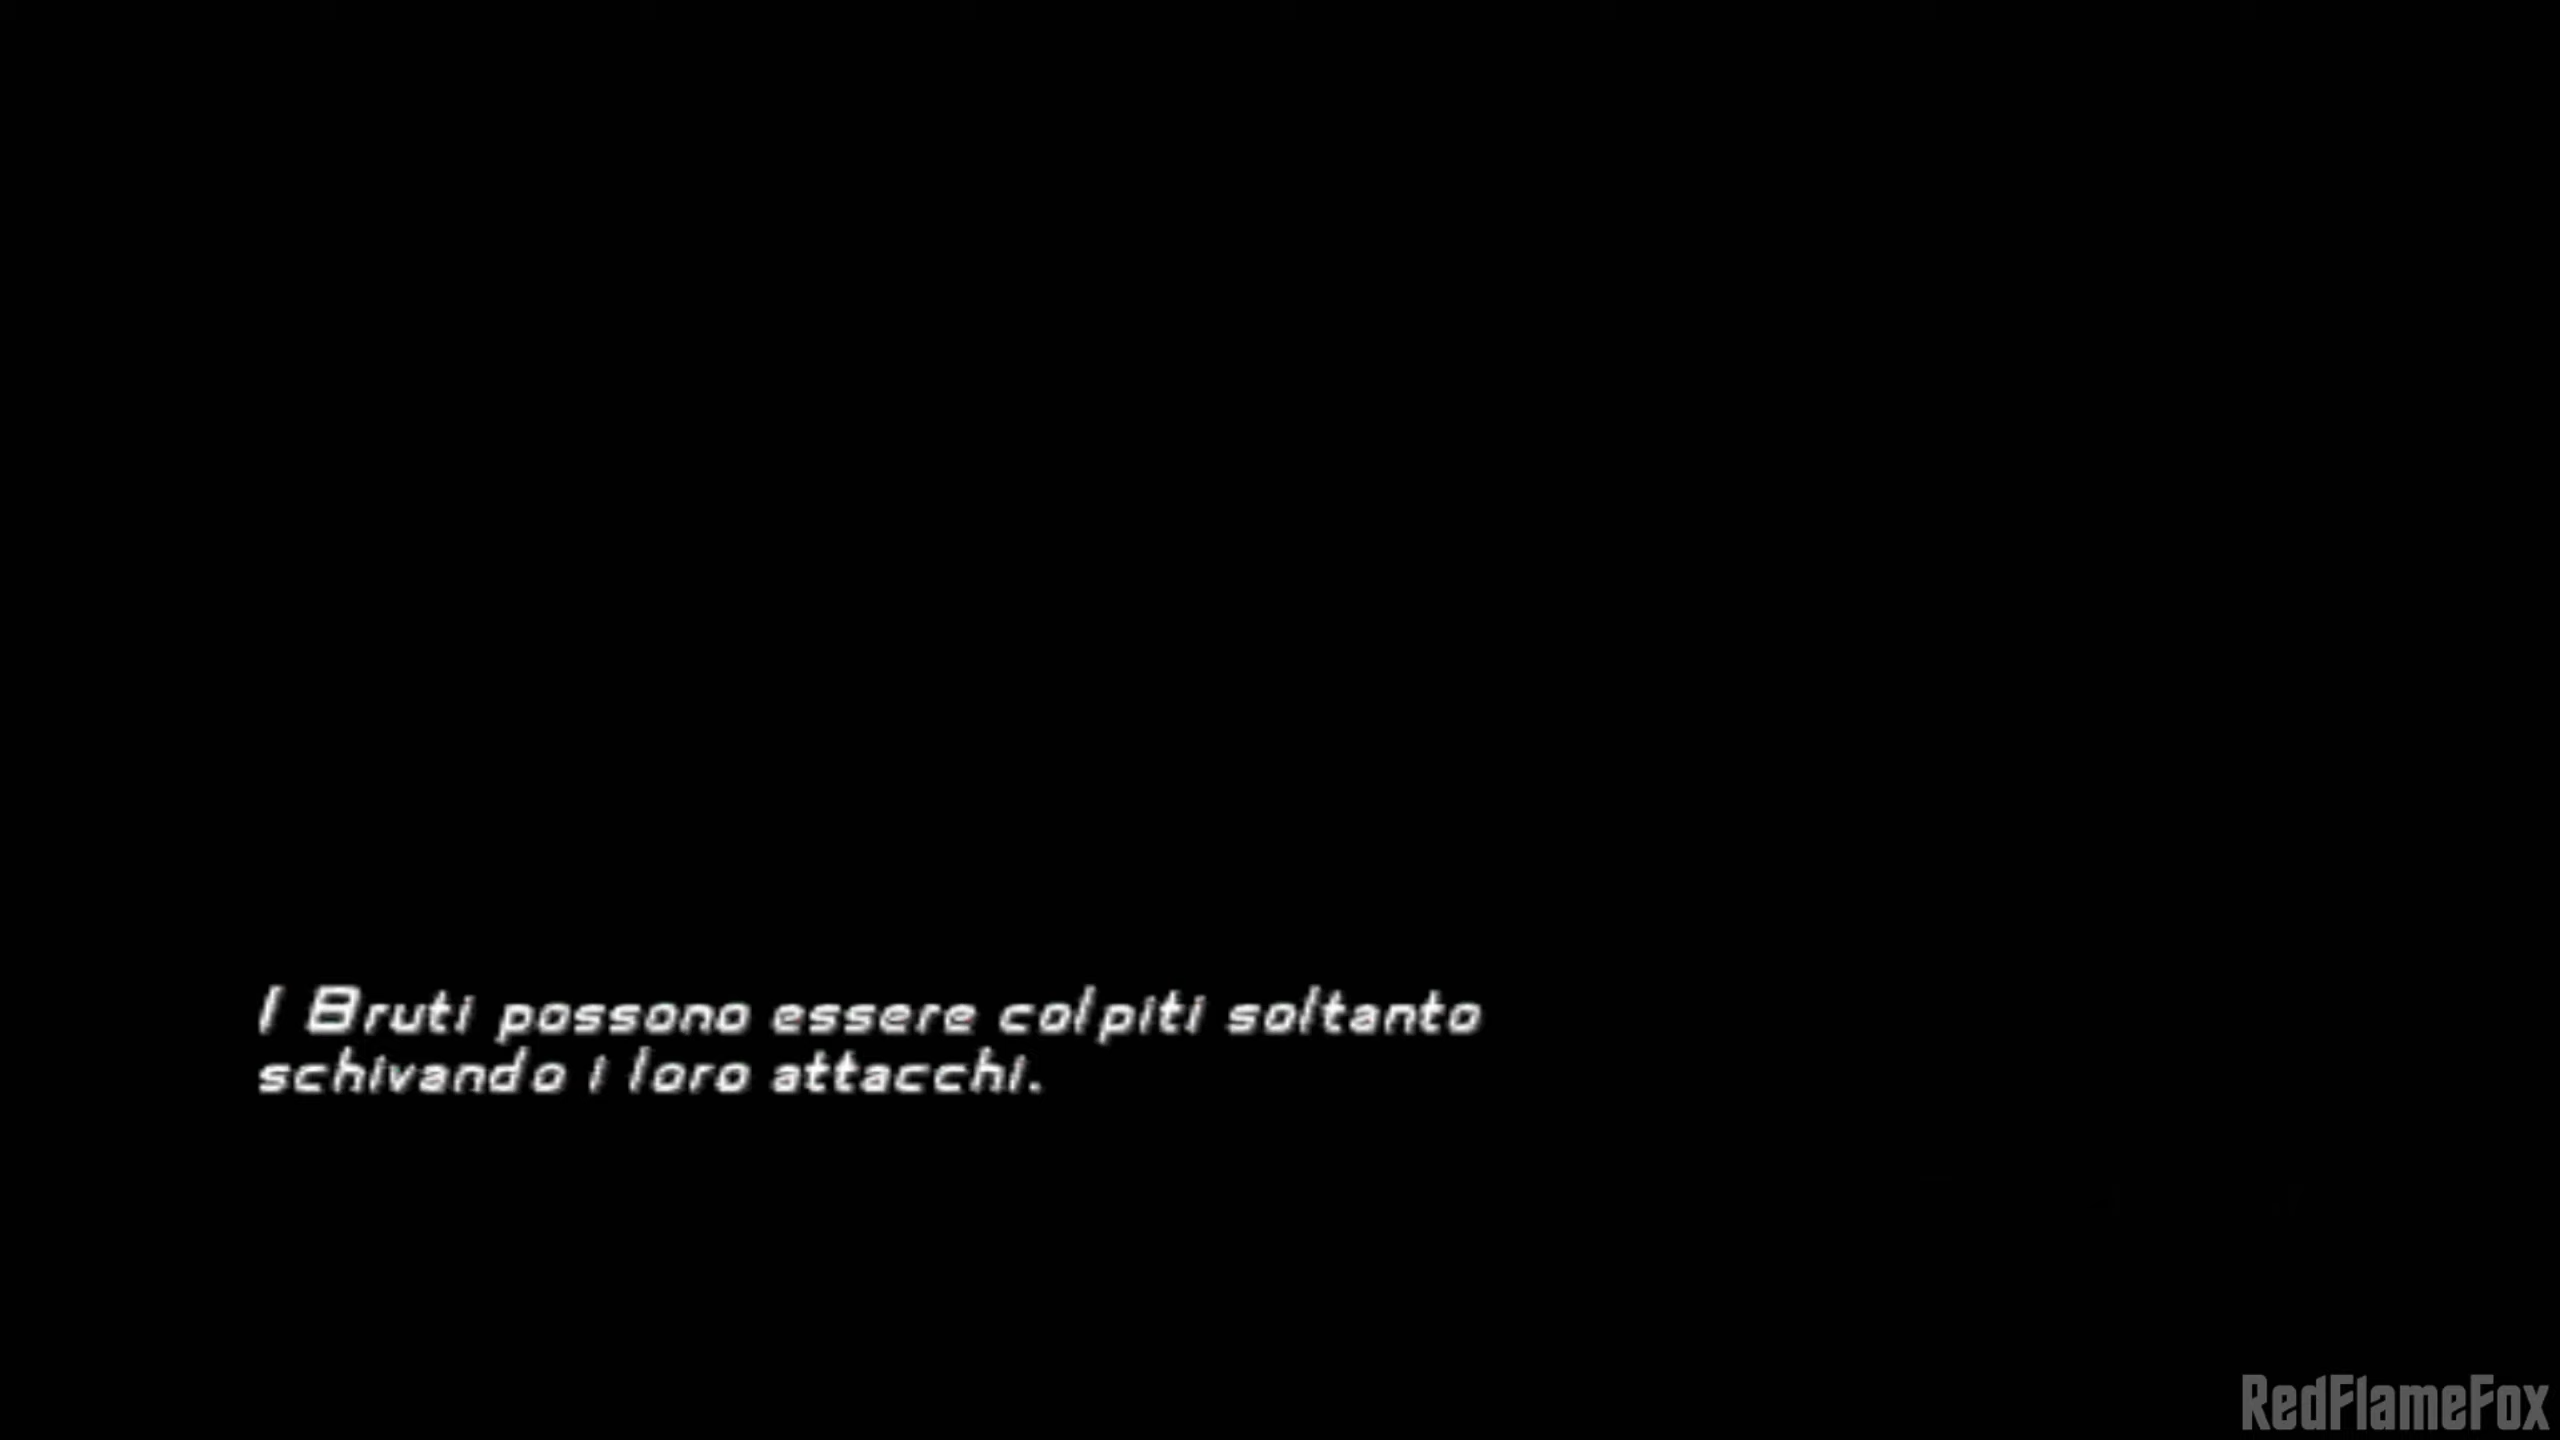 I Bruti possono essere colpiti soltanto
schivando i loro attacchi.
RedFlameFox